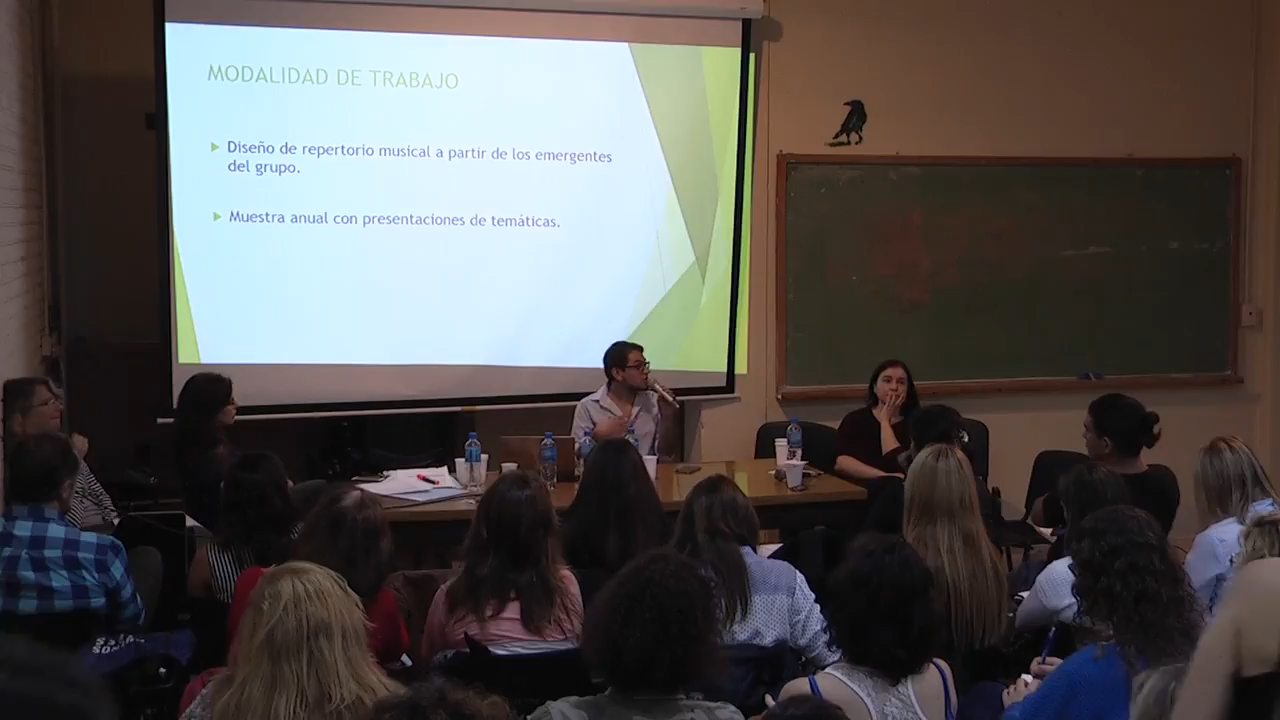 MODALIDAD DE TRABAJO
Diseño de repertorio musical a partir de los emergentes
del grupo.
Muestra anual con presentaciones de temáticas.